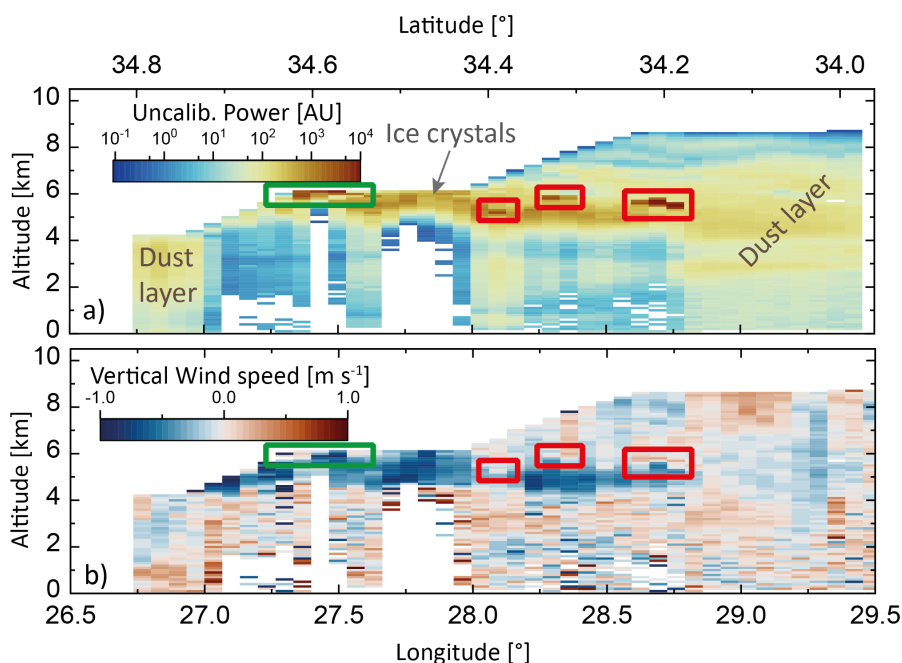 Latitude [°]
34.8 34.6 34.4 34.2 34.0
10
Uncalib. Power [AU]
10⁻¹ 10⁰ 10¹ 10² 10³ 10⁴
Ice crystals
8
6
Altitude [km]
4
2
0
Dust
layer
Dust layer
a)
10
Vertical Wind speed [m s⁻¹]
-1.0 0.0 1.0
8
6
Altitude [km]
4
2
0
b)
26.5 27.0 27.5 28.0 28.5 29.0 29.5
Longitude [°]